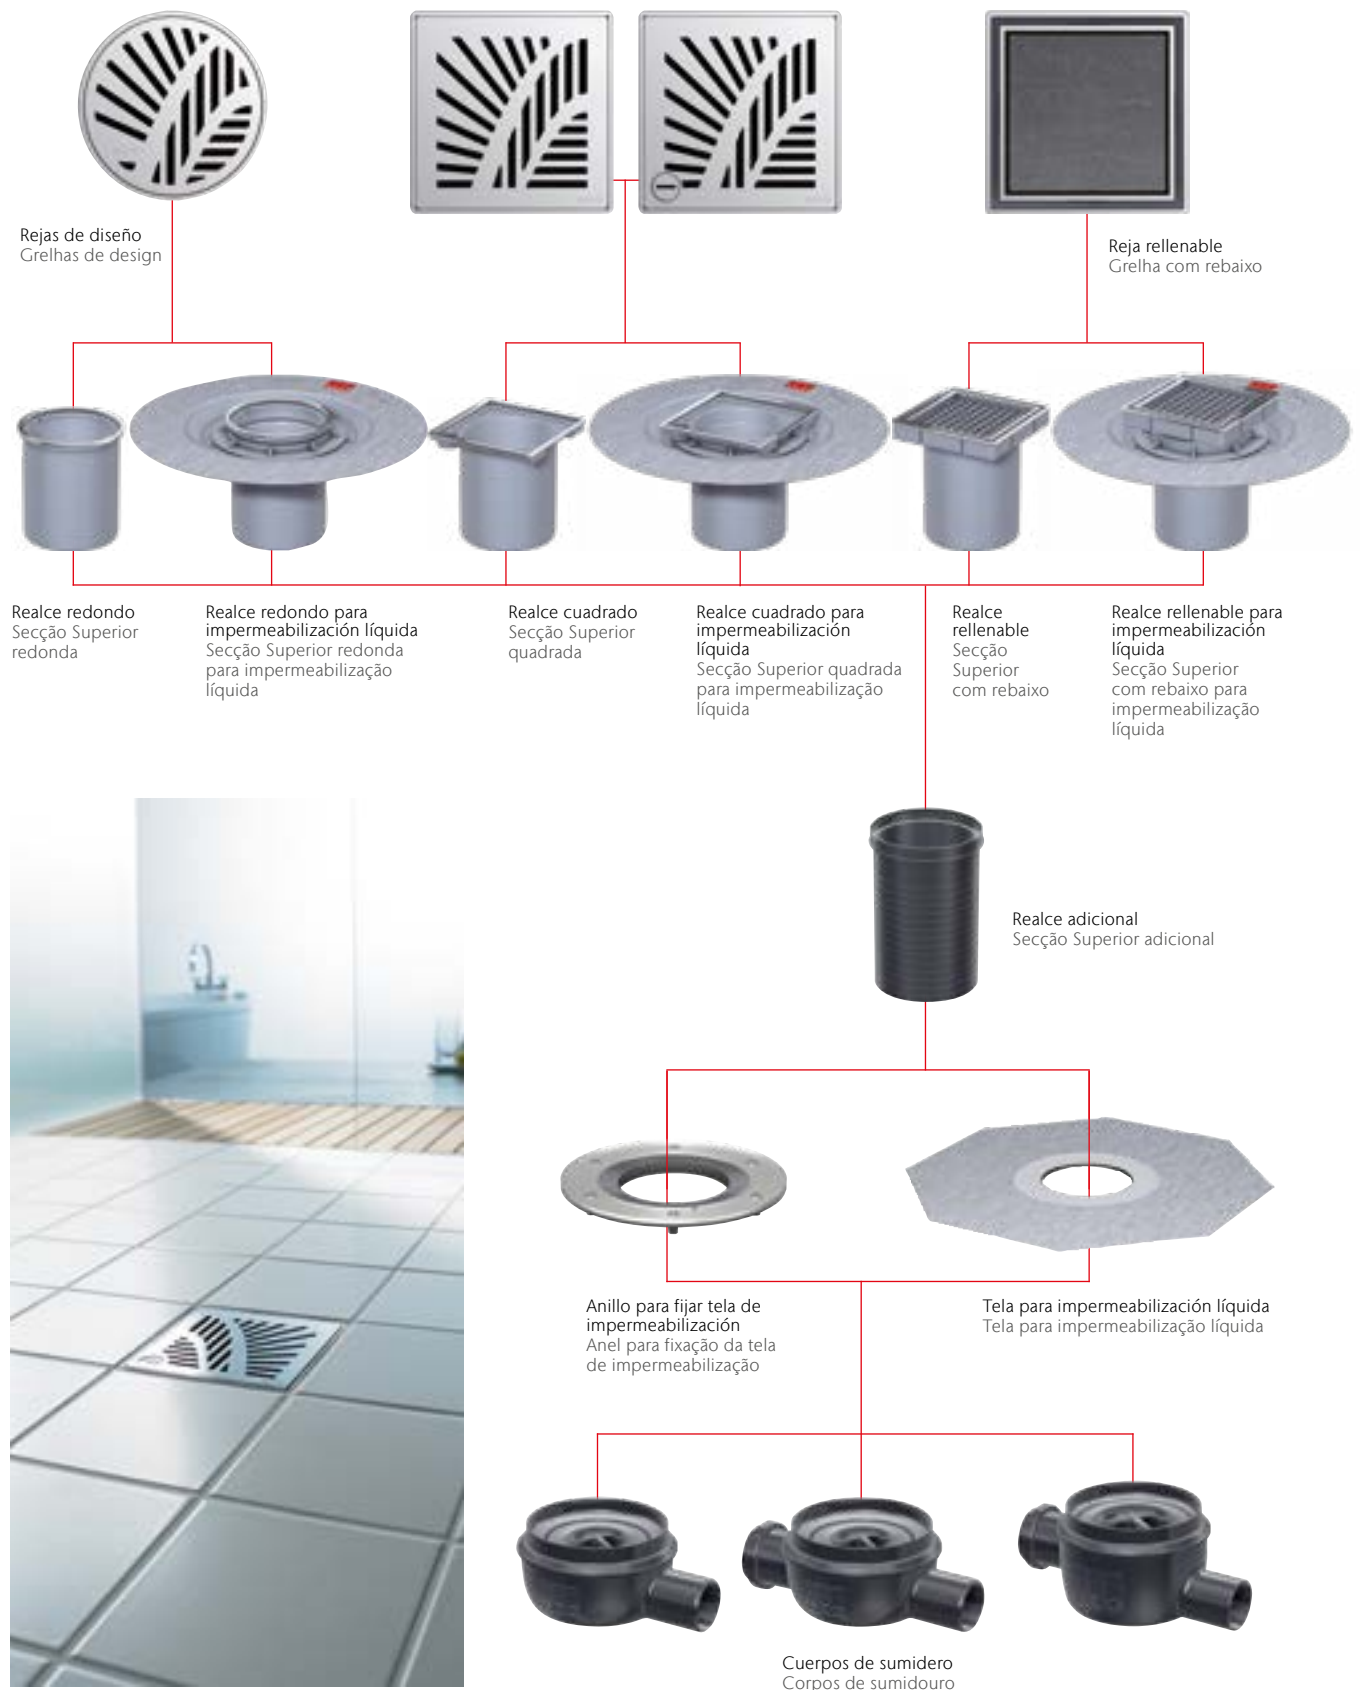 Rejas de diseño
Grelhas de design
Reja rellenable
Grelha com rebaixo
Realce redondo
Secção Superior
redonda
Realce redondo para
impermeabilización líquida
Secção Superior redonda
para impermeabilização
líquida
Realce cuadrado
Secção Superior
quadrada
Realce cuadrado para
impermeabilización
líquida
Secção Superior quadrada
para impermeabilização
líquida
Realce
rellenable
Secção
Superior
com rebaixo
Realce rellenable para
impermeabilización
líquida
Secção Superior
com rebaixo para
impermeabilização
líquida
Realce adicional
Secção Superior adicional
Anillo para fijar tela de
impermeabilización
Anel para fixação da tela
de impermeabilização
Tela para impermeabilización líquida
Tela para impermeabilização líquida
Cuerpos de sumidero
Corpos de sumidouro